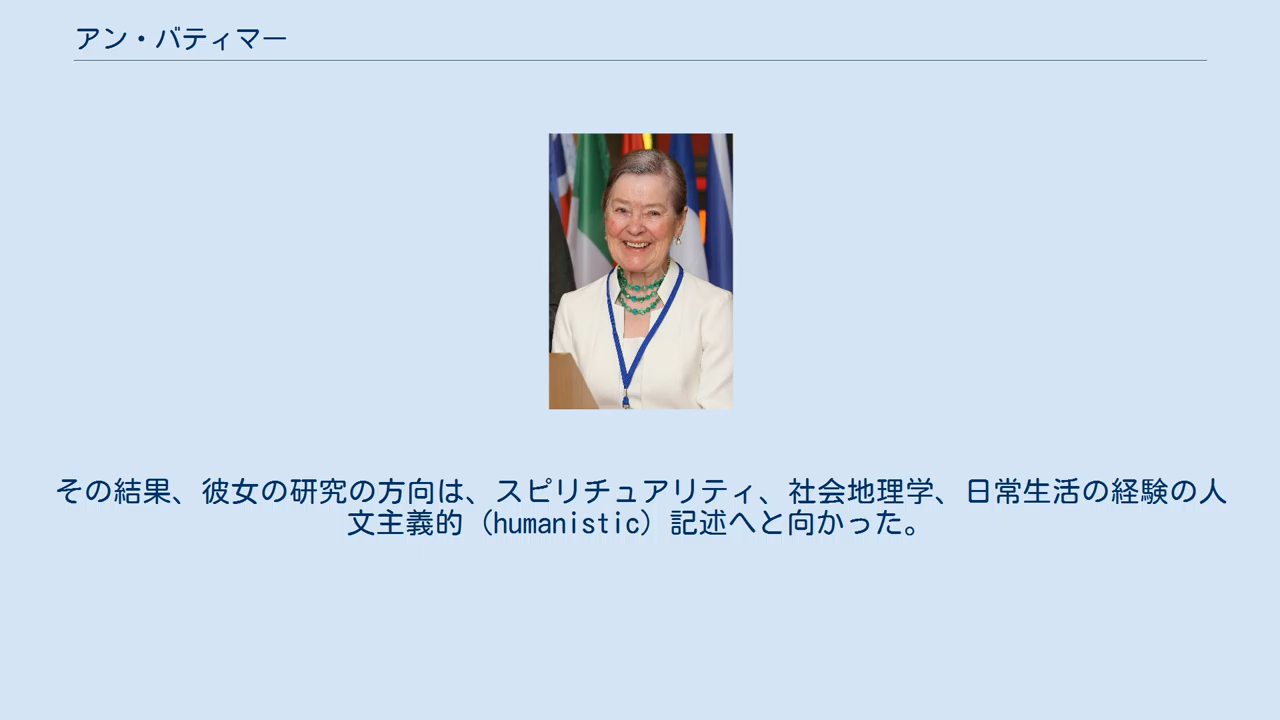 アン・バティマー
その結果、彼女の研究の方向は、スピリチュアリティ、社会地理学、日常生活の経験の人
文主義的（humanistic）記述へと向かった。